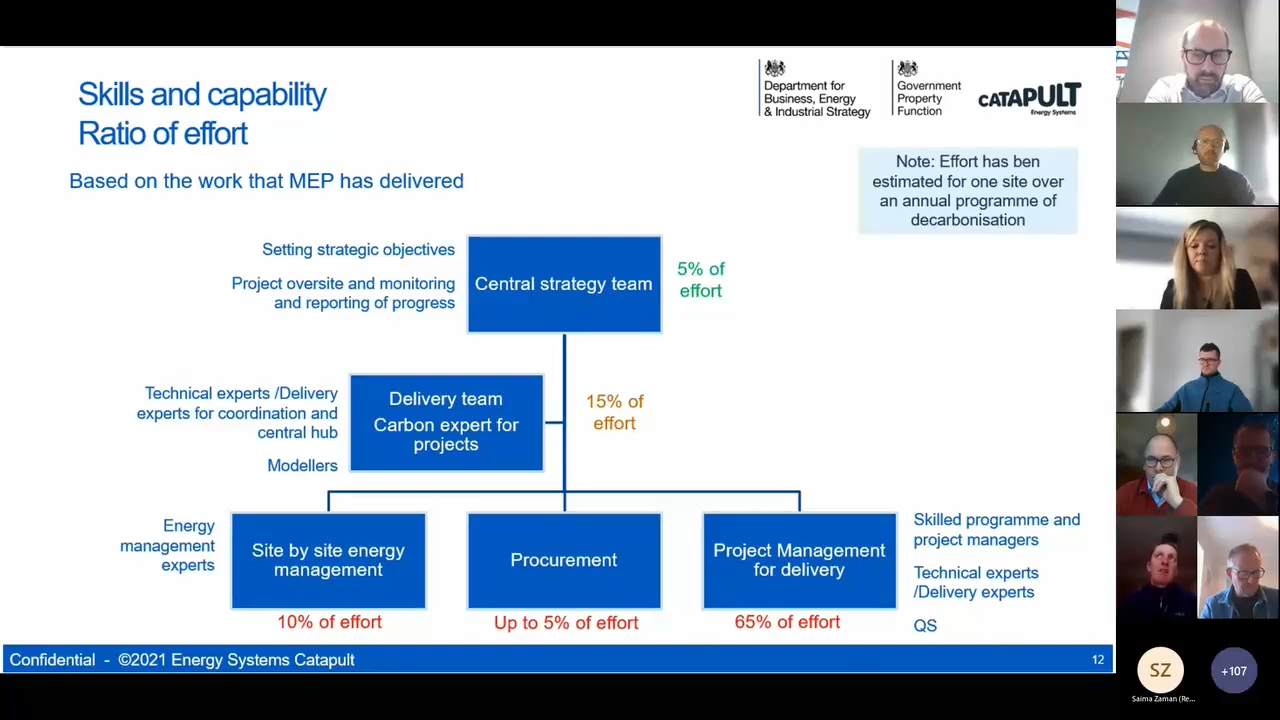 Skills and capability
Ratio of effort
Department for
Business, Energy
& Industrial Strategy
Government
Property
Function
CATAPULT
Energy Systems
Based on the work that MEP has delivered
Note: Effort has ben
estimated for one site over
an annual programme of
decarbonisation
Setting strategic objectives
Project oversite and monitoring
and reporting of progress
Central strategy team
5% of
effort
Technical experts /Delivery
experts for coordination and
central hub
Modellers
Delivery team
Carbon expert for
projects
15% of
effort
Energy
management
experts
Site by site energy
management
10% of effort
Procurement
Up to 5% of effort
Project Management
for delivery
65% of effort
Skilled programme and
project managers
Technical experts
/Delivery experts
QS
Confidential - ©2021 Energy Systems Catapult
12
SZ
Saima Zaman (Re...
+107